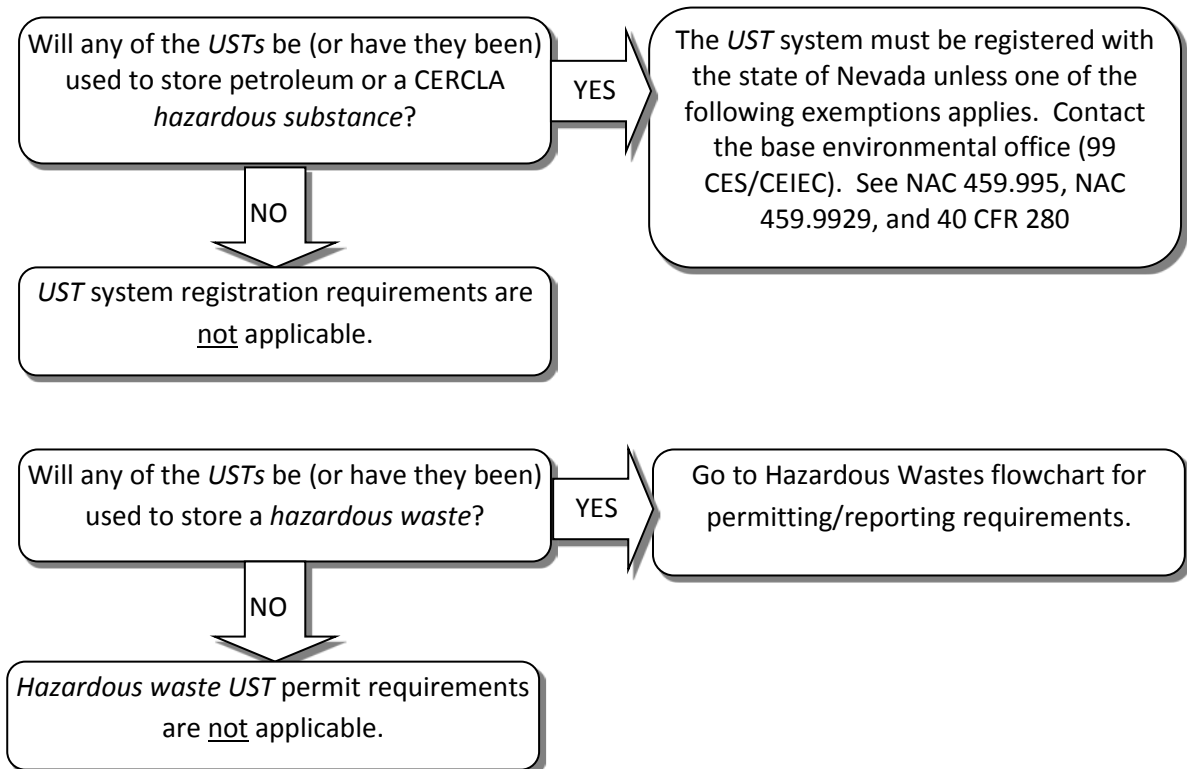 Will any of the USTs be (or have they been)
used to store petroleum or a CERCLA
hazardous substance?
YES
The UST system must be registered with
the state of Nevada unless one of the
following exemptions applies.  Contact
the base environmental office (99
CES/CEIEC).  See NAC 459.995, NAC
459.9929, and 40 CFR 280
NO
UST system registration requirements are
not applicable.
Will any of the USTs be (or have they been)
used to store a hazardous waste?
YES
Go to Hazardous Wastes flowchart for
permitting/reporting requirements.
NO
Hazardous waste UST permit requirements
are not applicable.